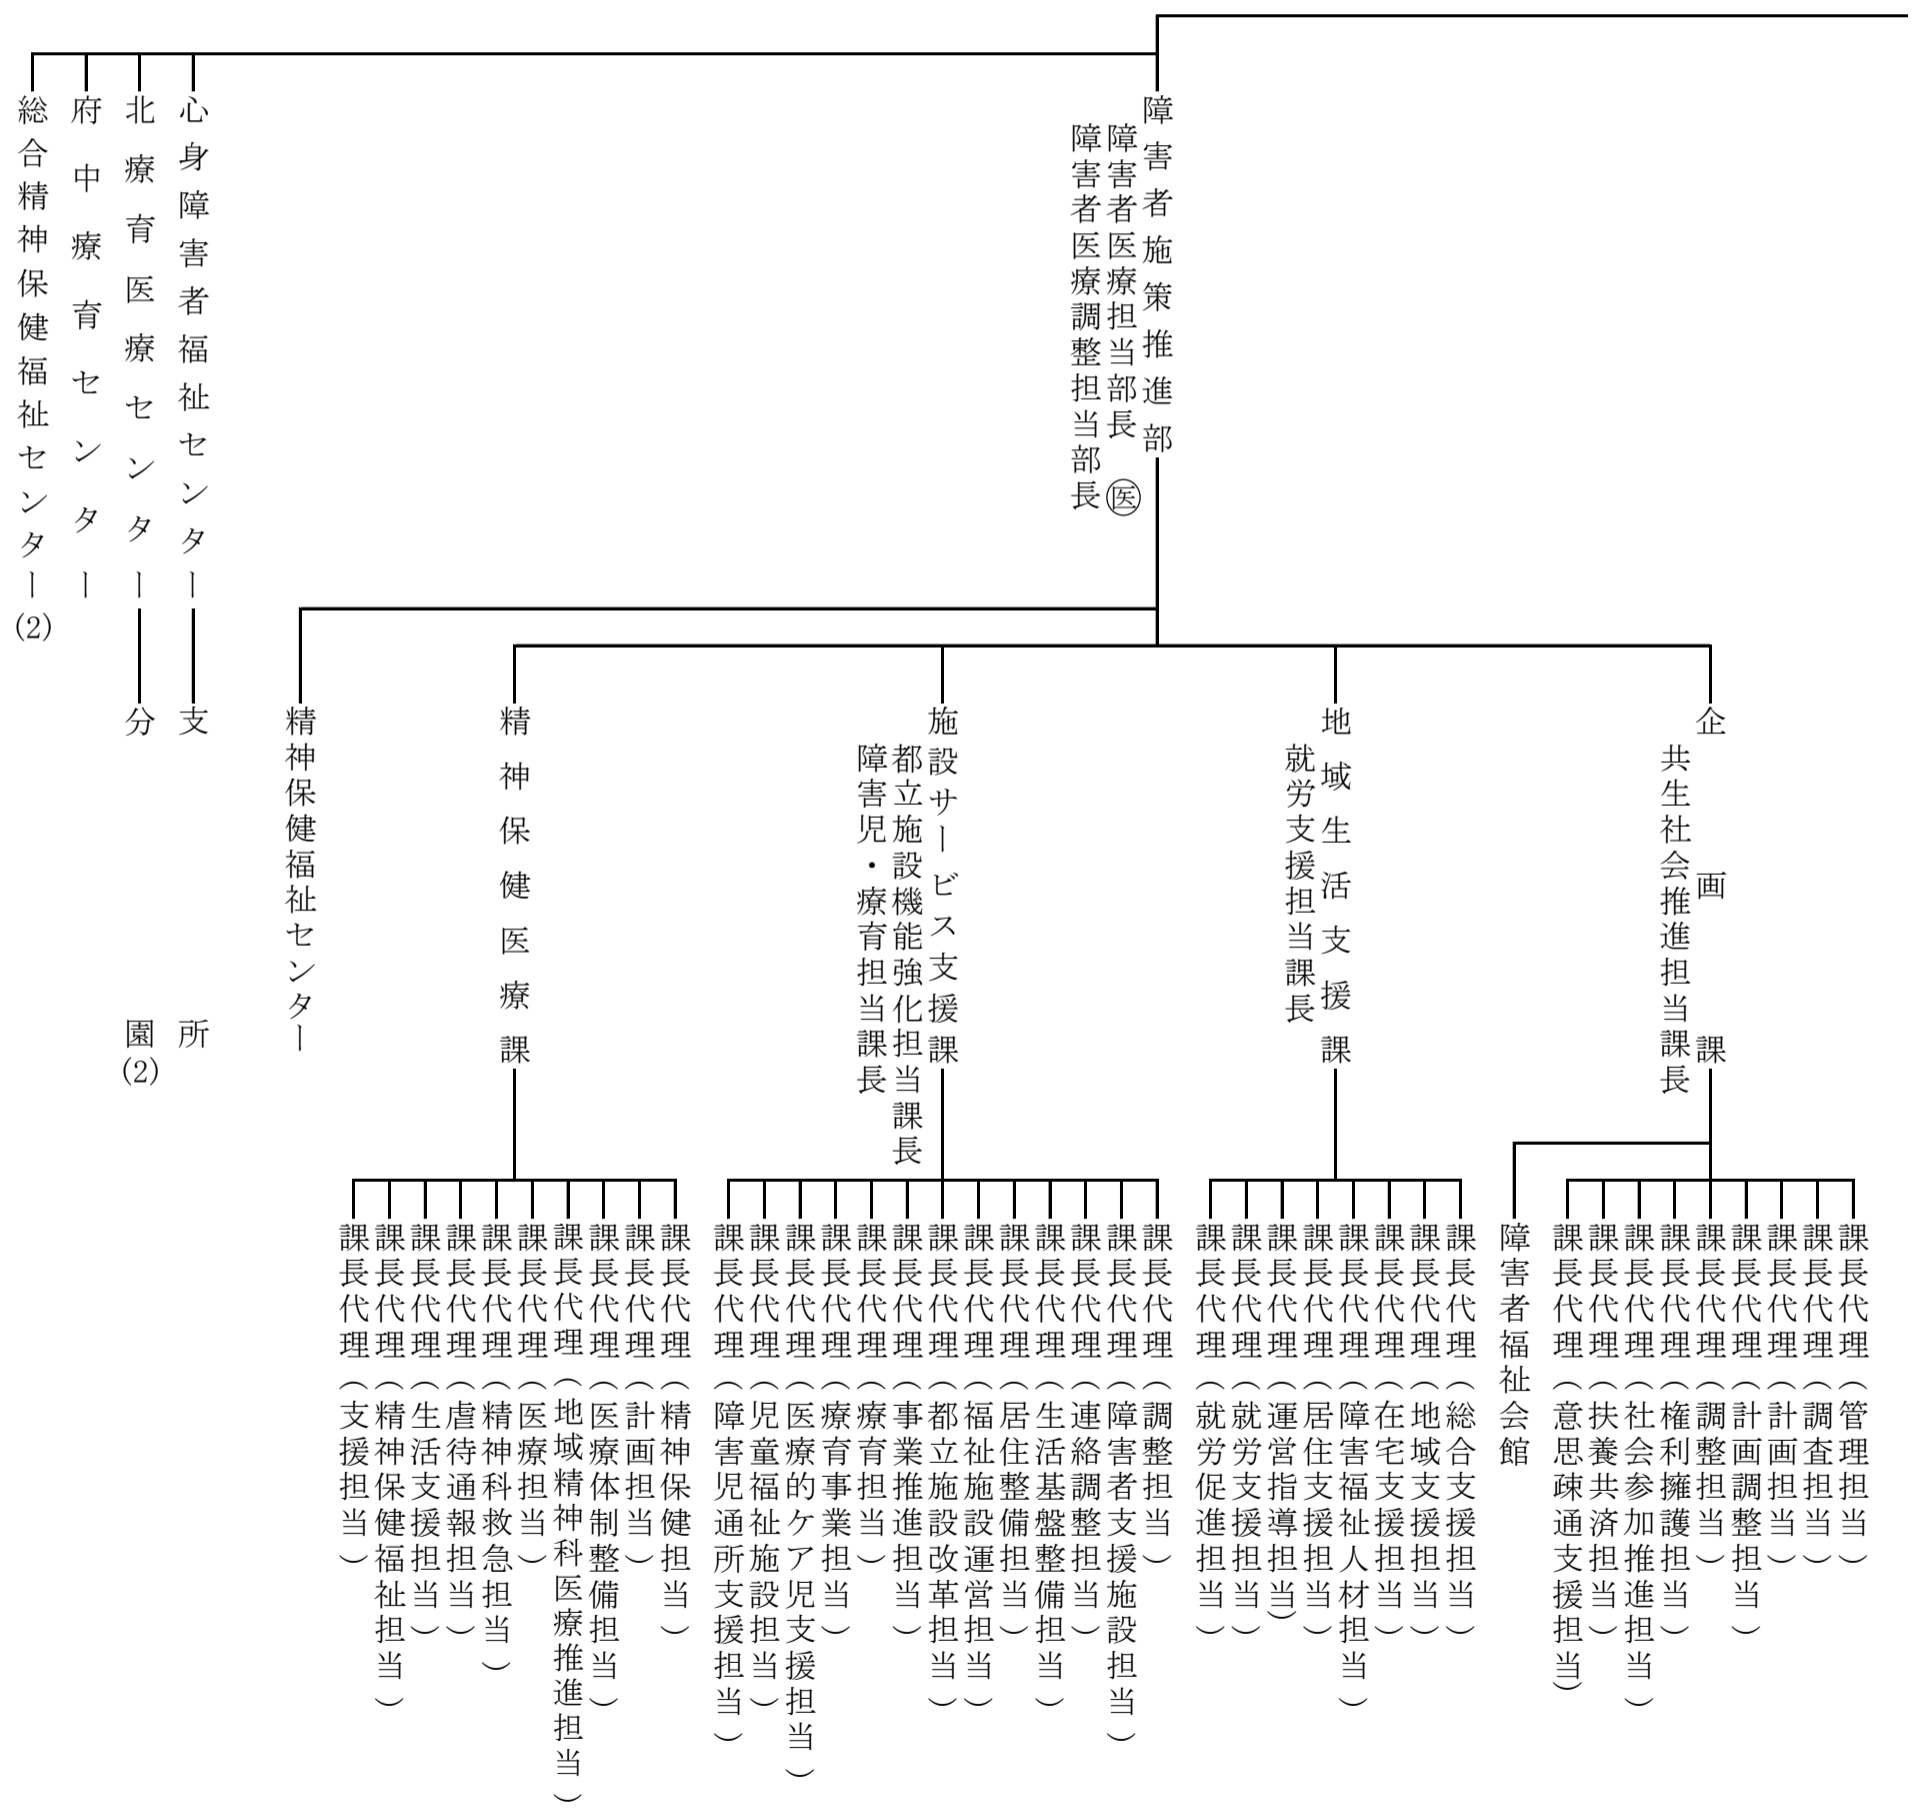 障害者施策推進部
障害者医療担当部長 医
障害者医療調整担当部長
心身障害者福祉センター
北療育医療センター
府中療育センター
総合精神保健福祉センター(2)
企画課
共生社会推進担当課長
地域生活支援課
就労支援担当課長
施設サービス支援課
都立施設機能強化担当課長
障害児・療育担当課長
精神保健医療課
精神保健福祉センター
支所
分園(2)
課長代理(管理担当)
課長代理(調査担当)
課長代理(計画担当)
課長代理(計画調整担当)
課長代理(調整担当)
課長代理(権利擁護担当)
課長代理(社会参加推進担当)
課長代理(扶養共済担当)
課長代理(意思疎通支援担当)
障害者福祉会館
課長代理(総合支援担当)
課長代理(地域支援担当)
課長代理(在宅支援担当)
課長代理(障害福祉人材担当)
課長代理(居住支援担当)
課長代理(運営指導担当)
課長代理(就労支援担当)
課長代理(就労促進担当)
課長代理(調整担当)
課長代理(障害者支援施設担当)
課長代理(連絡調整担当)
課長代理(生活基盤整備担当)
課長代理(居住整備担当)
課長代理(福祉施設運営担当)
課長代理(都立施設改革担当)
課長代理(事業推進担当)
課長代理(療育担当)
課長代理(療育事業担当)
課長代理(医療的ケア児支援担当)
課長代理(児童福祉施設担当)
課長代理(障害児通所支援担当)
課長代理(精神保健担当)
課長代理(計画担当)
課長代理(医療体制整備担当)
課長代理(地域精神科医療推進担当)
課長代理(医療担当)
課長代理(精神科救急担当)
課長代理(虐待通報担当)
課長代理(生活支援担当)
課長代理(精神保健福祉担当)
課長代理(支援担当)